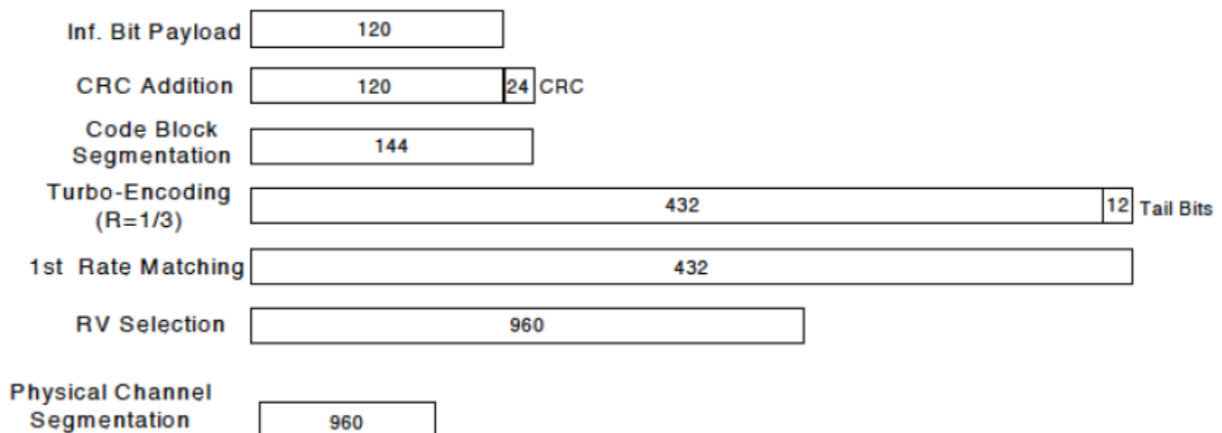 Inf. Bit Payload 120
CRC Addition 120 24 CRC
Code Block
Segmentation 144
Turbo-Encoding
(R=1/3) 432 12 Tail Bits
1st Rate Matching 432
RV Selection 960
Physical Channel
Segmentation 960